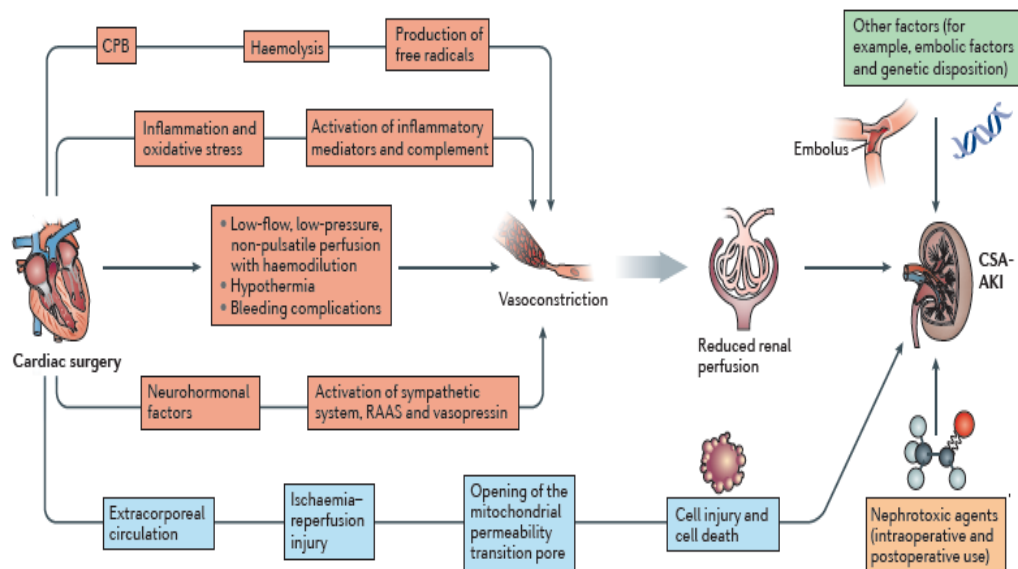 CPB
Haemolysis
Production of
free radicals
Other factors (for
example, embolic factors
and genetic disposition)
Inflammation and
oxidative stress
Activation of inflammatory
mediators and complement
Embolus
• Low-flow, low-pressure,
non-pulsatile perfusion
with haemodilution
• Hypothermia
• Bleeding complications
Vasoconstriction
CSA-
AKI
Cardiac surgery
Reduced renal
perfusion
Neurohormonal
factors
Activation of sympathetic
system, RAAS and vasopressin
Extracorporeal
circulation
Ischaemia–
reperfusion
injury
Opening of the
mitochondrial
permeability
transition pore
Cell injury and
cell death
Nephrotoxic agents
(intraoperative and
postoperative use)